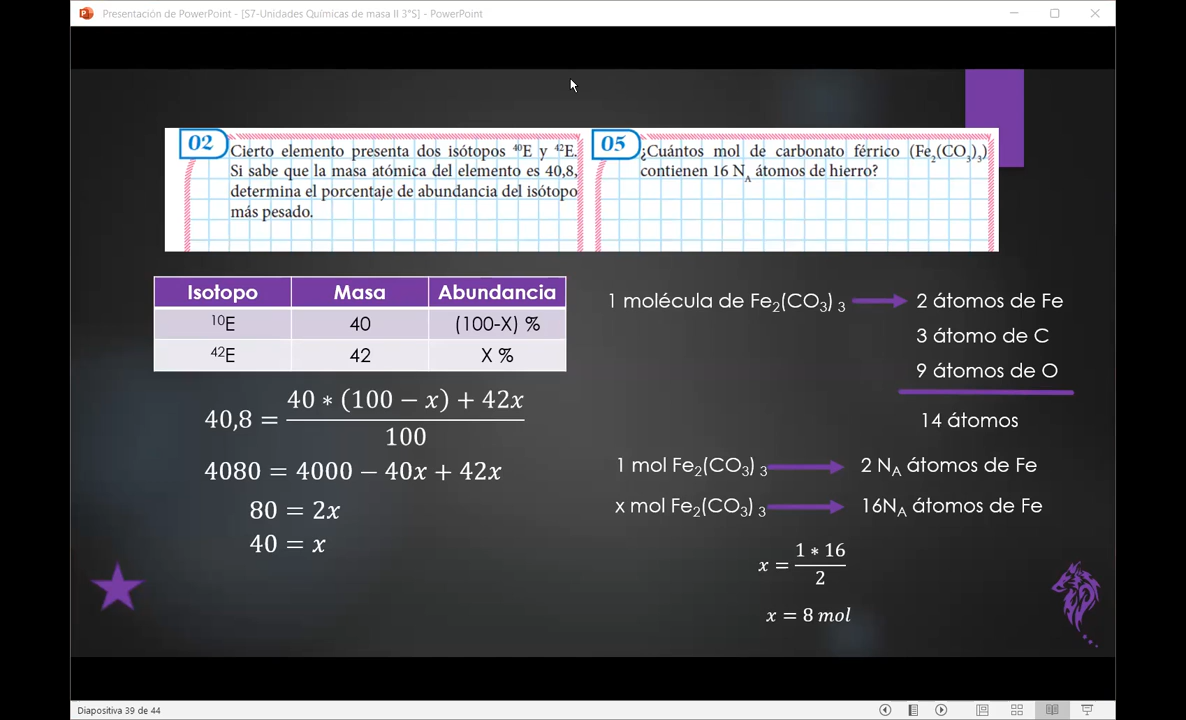 Presentación de PowerPoint - [S7-Unidades Químicas de masa II 3°S] - PowerPoint
02
Cierto elemento presenta dos isótopos ⁴⁰E y ⁴²E.
Si sabe que la masa atómica del elemento es 40,8,
determina el porcentaje de abundancia del isótopo
más pesado.
05
¿Cuántos mol de carbonato férrico (Fe₂(CO₃)₃)
contienen 16 N_A átomos de hierro?
Isotopo Masa Abundancia
¹⁰E 40 (100-X) %
⁴²E 42 X %
40,8 = (40 ∗ (100 − x) + 42x) / 100
4080 = 4000 − 40x + 42x
80 = 2x
40 = x
1 molécula de Fe₂(CO₃) ₃ → 2 átomos de Fe
3 átomo de C
9 átomos de O
14 átomos
1 mol Fe₂(CO₃) ₃ → 2 N_A átomos de Fe
x mol Fe₂(CO₃) ₃ → 16N_A átomos de Fe
x = (1 ∗ 16) / 2
x = 8 mol
Diapositiva 39 de 44